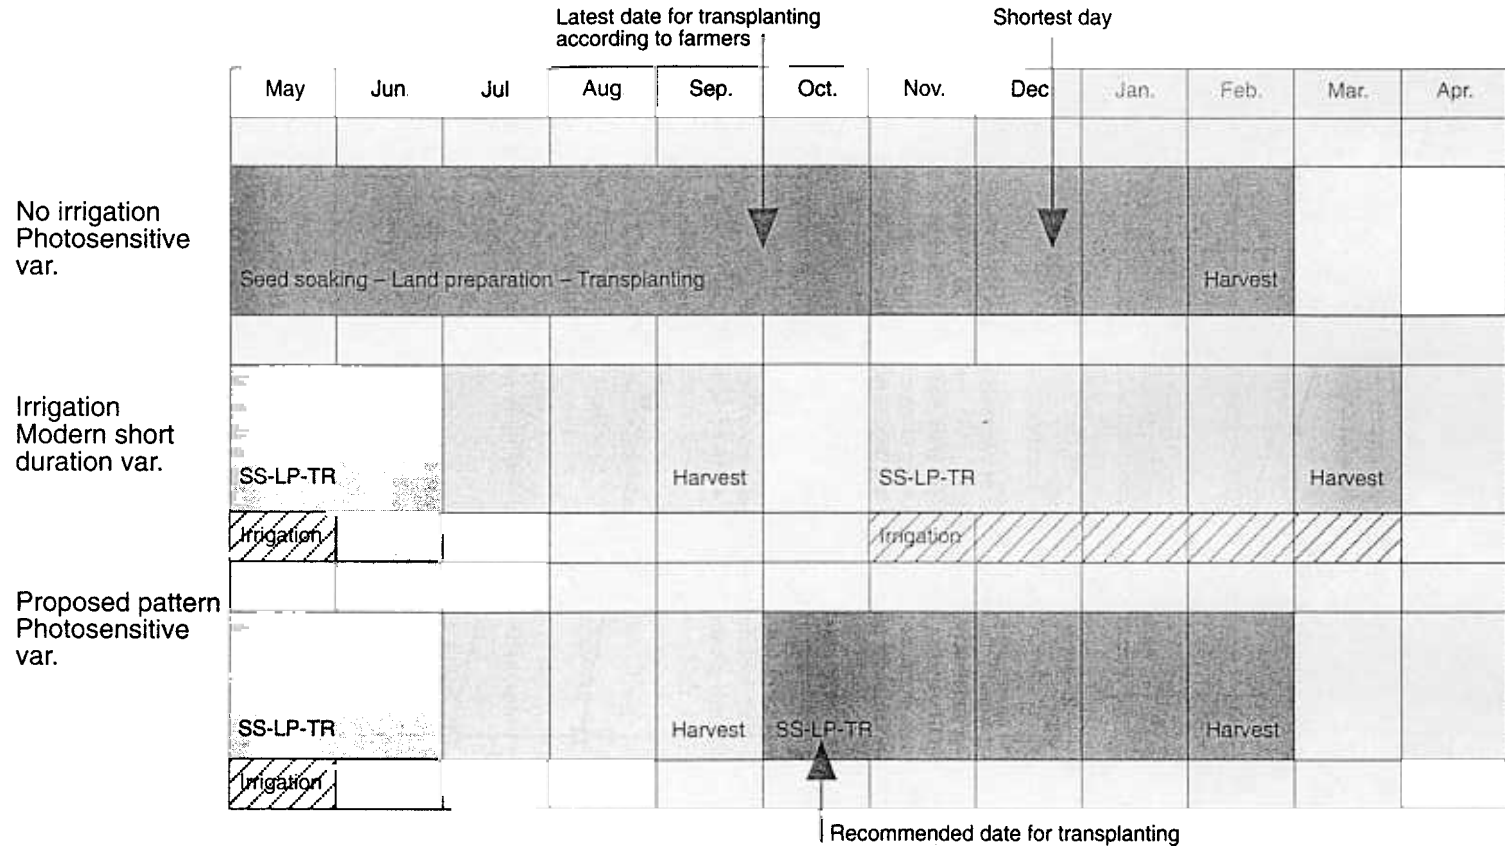 Latest date for transplanting
according to farmers
Shortest day
May Jun. Jul Aug Sep. Oct. Nov. Dec Jan. Feb. Mar. Apr.
No irrigation
Photosensitive
var.
Seed soaking – Land preparation – Transplanting
Harvest
Irrigation
Modern short
duration var.
SS-LP-TR
Harvest
SS-LP-TR
Harvest
Irrigation
Irrigation
Proposed pattern
Photosensitive
var.
SS-LP-TR
Harvest
SS-LP-TR
Harvest
Irrigation
Recommended date for transplanting